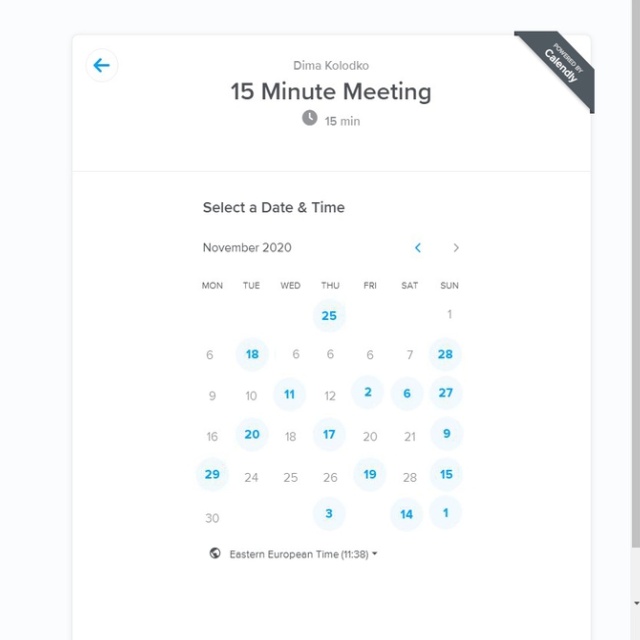 POWERED BY
Calendly
Dima Kolodko
15 Minute Meeting
15 min
Select a Date & Time
November 2020
MON TUE WED THU FRI SAT SUN
25 1
6 18 6 6 6 7 28
9 10 11 12 2 6 27
16 20 18 17 20 21 9
29 24 25 26 19 28 15
30 3 14 1
Eastern European Time (11:38)